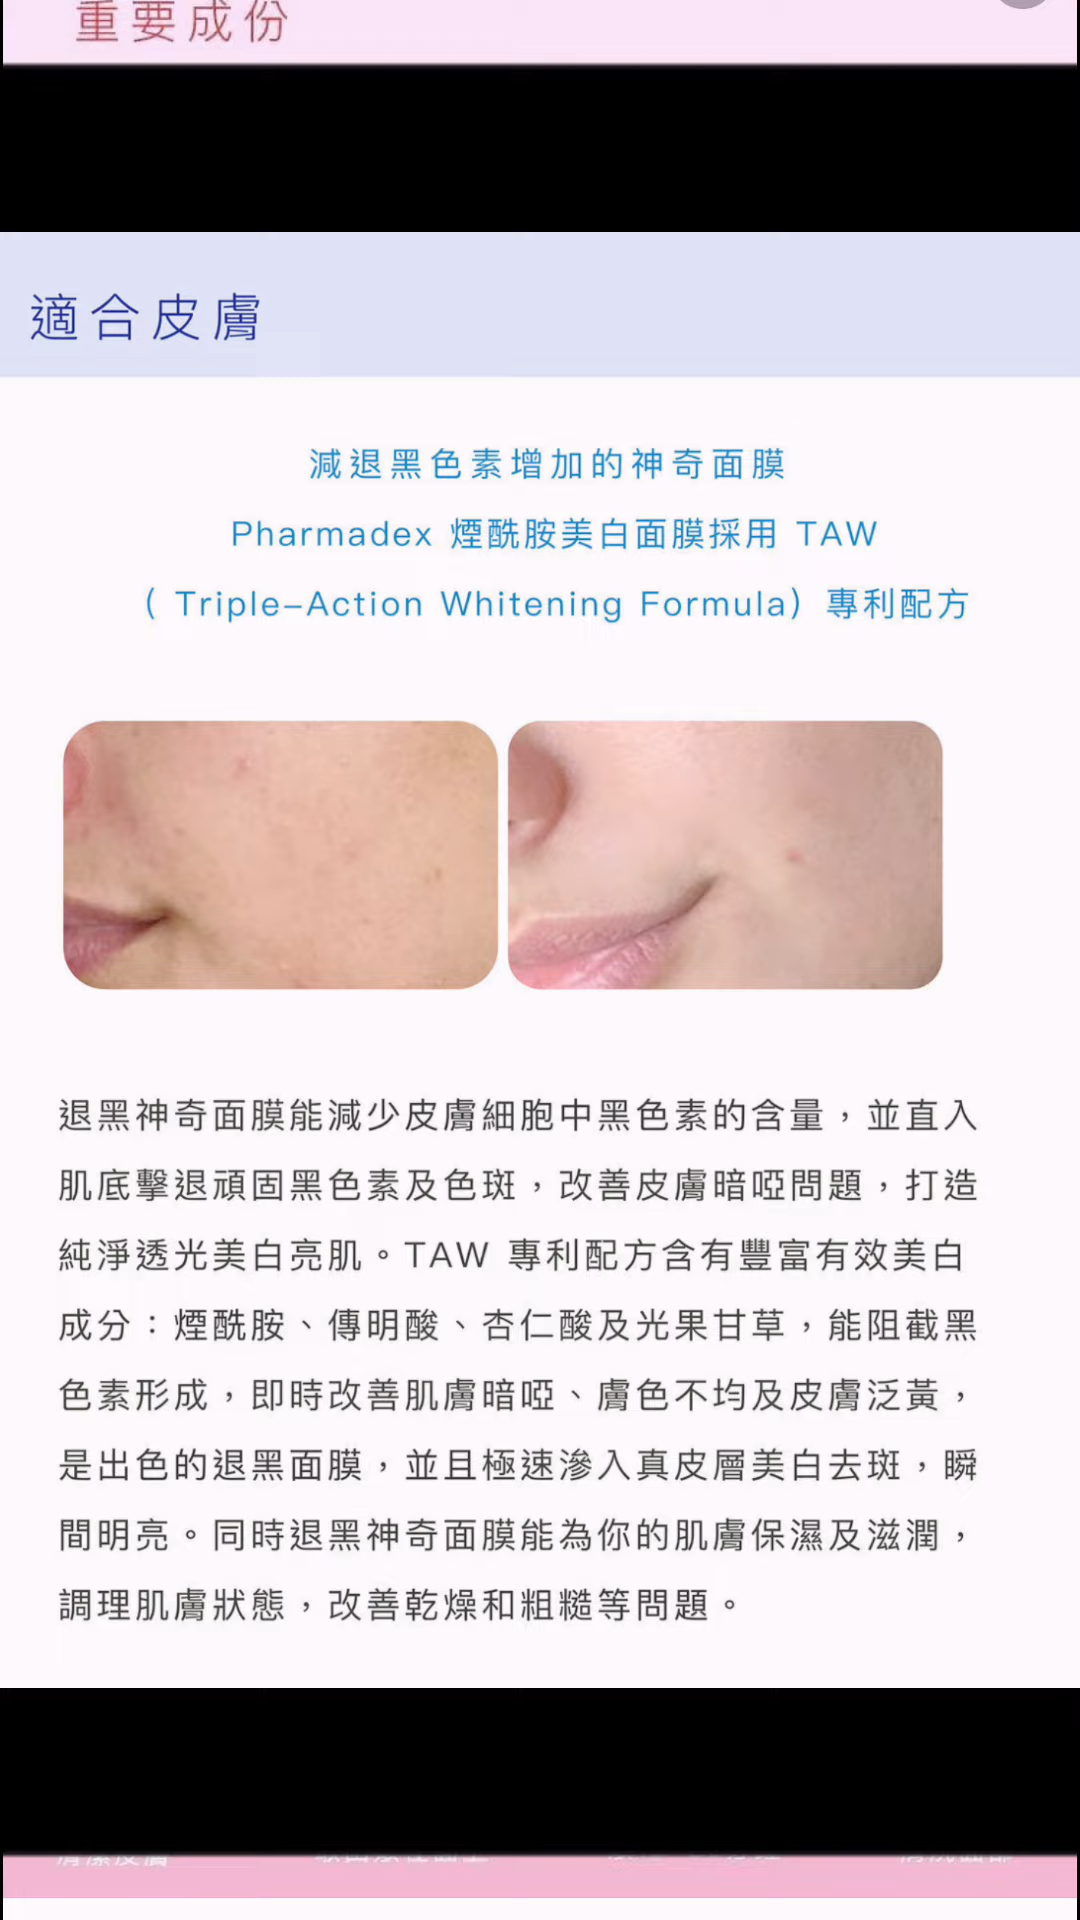 重要成份
適合皮膚
減退黑色素增加的神奇面膜
Pharmadex 煙酰胺美白面膜採用 TAW
( Triple-Action Whitening Formula) 專利配方
退黑神奇面膜能減少皮膚細胞中黑色素的含量，並直入
肌底擊退頑固黑色素及色斑，改善皮膚暗啞問題，打造
純淨透光美白亮肌。TAW 專利配方含有豐富有效美白
成分：煙酰胺、傳明酸、杏仁酸及光果甘草，能阻截黑
色素形成，即時改善肌膚暗啞、膚色不均及皮膚泛黃，
是出色的退黑面膜，並且極速滲入真皮層美白去斑，瞬
間明亮。同時退黑神奇面膜能為你的肌膚保濕及滋潤，
調理肌膚狀態，改善乾燥和粗糙等問題。